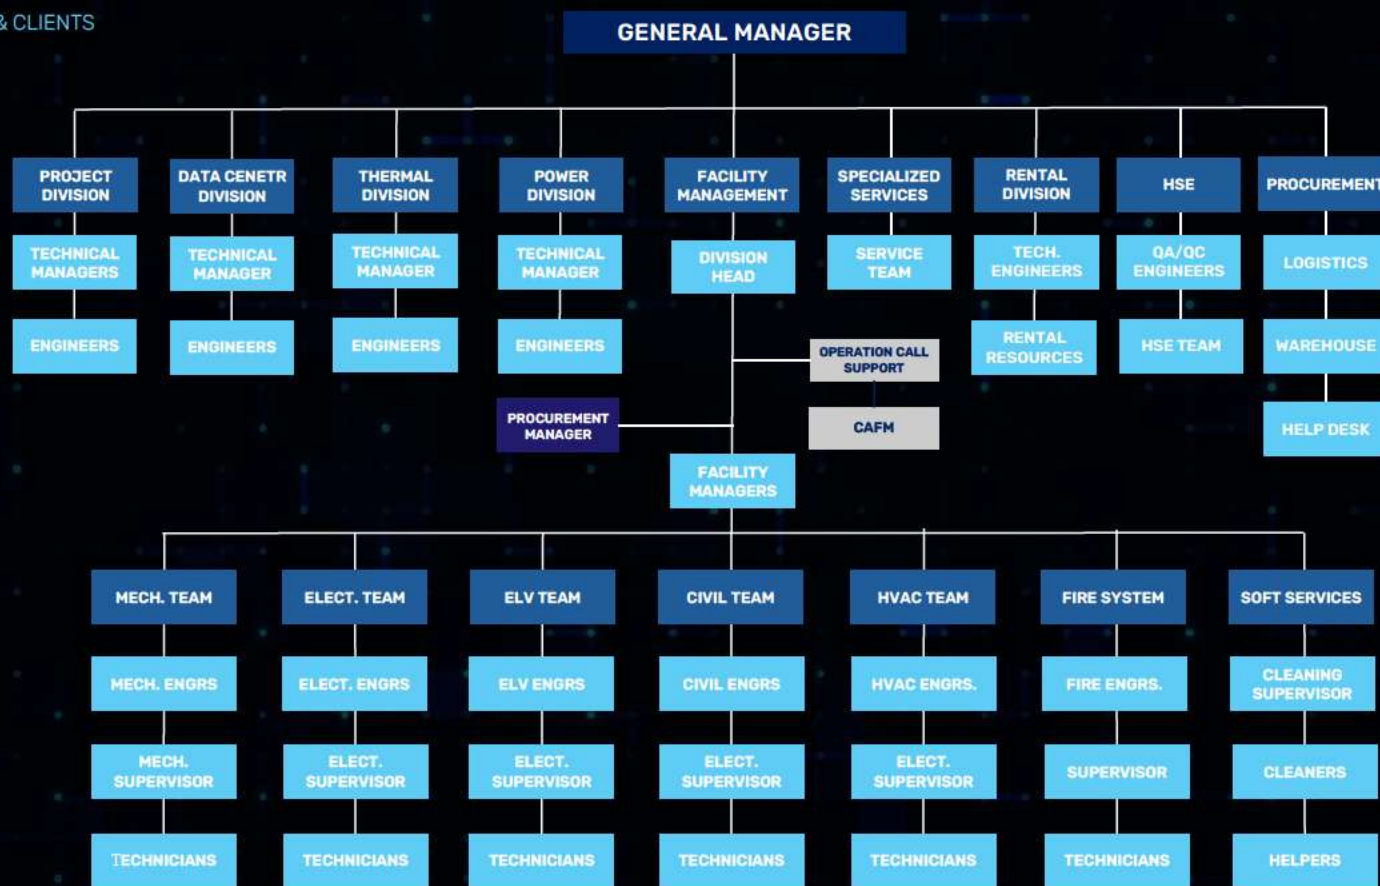 & CLIENTS
GENERAL MANAGER
PROJECT
DIVISION
DATA CENETR
DIVISION
THERMAL
DIVISION
POWER
DIVISION
FACILITY
MANAGEMENT
SPECIALIZED
SERVICES
RENTAL
DIVISION
HSE
PROCUREMENT
TECHNICAL
MANAGERS
TECHNICAL
MANAGER
TECHNICAL
MANAGER
TECHNICAL
MANAGER
DIVISION
HEAD
SERVICE
TEAM
TECH.
ENGINEERS
QA/QC
ENGINEERS
LOGISTICS
ENGINEERS
ENGINEERS
ENGINEERS
ENGINEERS
OPERATION CALL
SUPPORT
RENTAL
RESOURCES
HSE TEAM
WAREHOUSE
PROCUREMENT
MANAGER
CAFM
HELP DESK
FACILITY
MANAGERS
MECH. TEAM
ELECT. TEAM
ELV TEAM
CIVIL TEAM
HVAC TEAM
FIRE SYSTEM
SOFT SERVICES
MECH. ENGRS
ELECT. ENGRS
ELV ENGRS
CIVIL ENGRS
HVAC ENGRS.
FIRE ENGRS.
CLEANING
SUPERVISOR
MECH.
SUPERVISOR
ELECT.
SUPERVISOR
ELECT.
SUPERVISOR
ELECT.
SUPERVISOR
ELECT.
SUPERVISOR
SUPERVISOR
CLEANERS
TECHNICIANS
TECHNICIANS
TECHNICIANS
TECHNICIANS
TECHNICIANS
TECHNICIANS
HELPERS